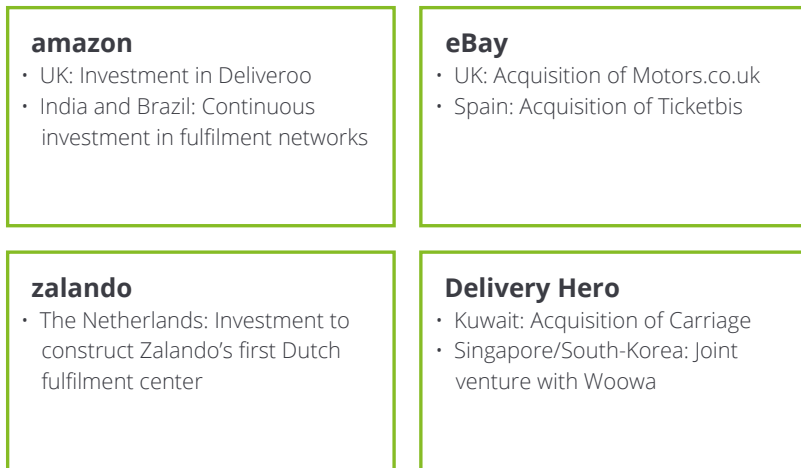 amazon
· UK: Investment in Deliveroo
· India and Brazil: Continuous
investment in fulfilment networks
eBay
· UK: Acquisition of Motors.co.uk
· Spain: Acquisition of Ticketbis
zalando
· The Netherlands: Investment to
construct Zalando’s first Dutch
fulfilment center
Delivery Hero
· Kuwait: Acquisition of Carriage
· Singapore/South-Korea: Joint
venture with Woowa